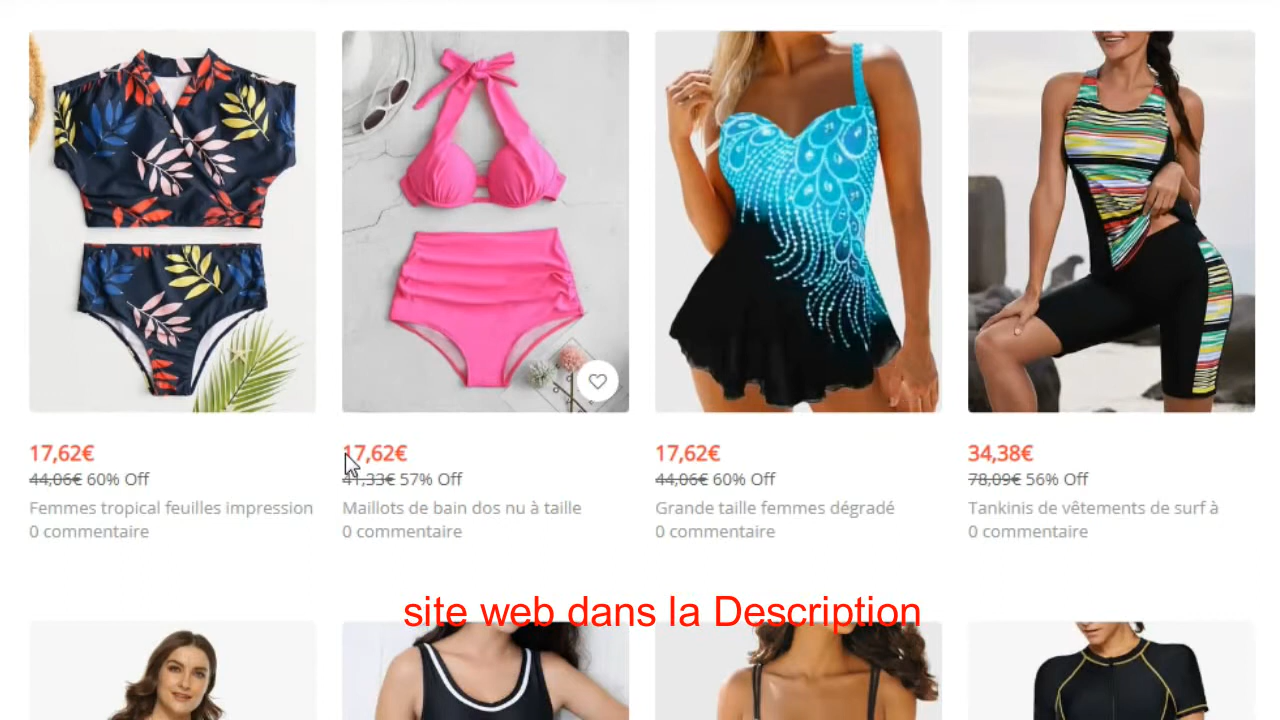 17,62€
44,06€ 60% Off
Femmes tropical feuilles impression
0 commentaire
17,62€
41,33€ 57% Off
Maillots de bain dos nu à taille
0 commentaire
17,62€
44,06€ 60% Off
Grande taille femmes dégradé
0 commentaire
34,38€
78,09€ 56% Off
Tankinis de vêtements de surf à
0 commentaire
site web dans la Description